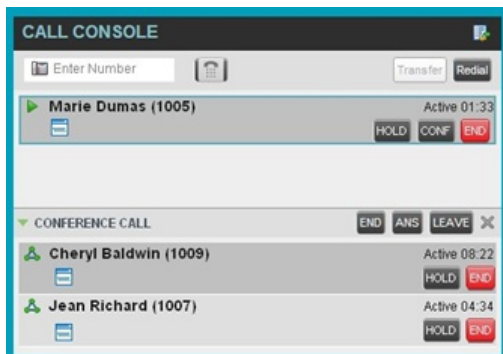 CALL CONSOLE
Enter Number Transfer Redial
Marie Dumas (1005) Active 01:33
HOLD CONF END
CONFERENCE CALL END ANS LEAVE
Cheryl Baldwin (1009) Active 08:22
HOLD END
Jean Richard (1007) Active 04:34
HOLD END